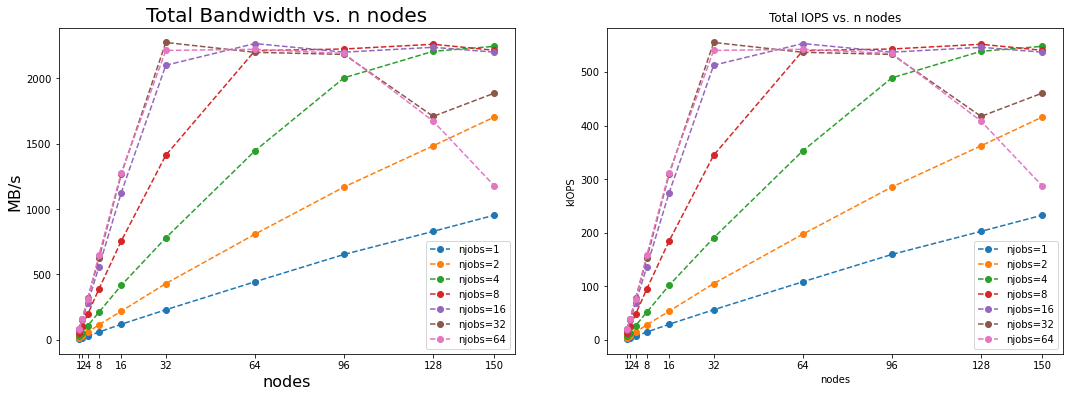 Total Bandwidth vs. n nodes
MB/s
2000
1500
1000
500
0
1 2 4 8 16 32 64 96 128 150
nodes
njobs=1
njobs=2
njobs=4
njobs=8
njobs=16
njobs=32
njobs=64
Total IOPS vs. n nodes
kIOPS
500
400
300
200
100
0
1 2 4 8 16 32 64 96 128 150
nodes
njobs=1
njobs=2
njobs=4
njobs=8
njobs=16
njobs=32
njobs=64